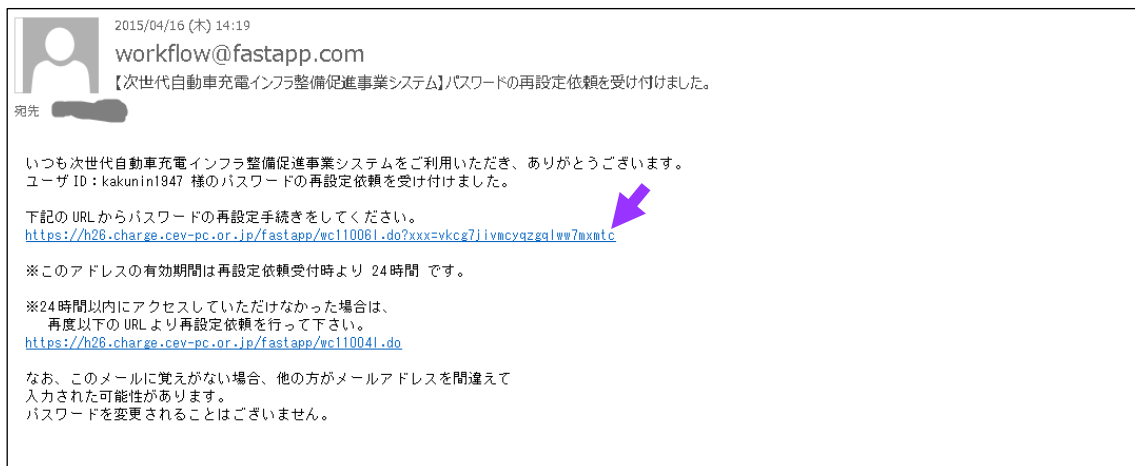 2015/04/16 (木) 14:19
workflow@fastapp.com
【次世代自動車充電インフラ整備促進事業システム】パスワードの再設定依頼を受け付けました。
宛先
いつも次世代自動車充電インフラ整備促進事業システムをご利用いただき、ありがとうございます。
ユーザ ID：kakunin1947 様のパスワードの再設定依頼を受け付けました。
下記の URL からパスワードの再設定手続きをしてください。
https://h26.charge.cev-pc.or.jp/fastapp/wc11006l.do?xxx=vkcg7jivmcyqzgqlww7mxmtc
※このアドレスの有効期間は再設定依頼受付時より 24時間 です。
※24時間以内にアクセスしていただけなかった場合は、
再度以下の URL より再設定依頼を行って下さい。
https://h26.charge.cev-pc.or.jp/fastapp/wc11004l.do
なお、このメールに覚えがない場合、他の方がメールアドレスを間違えて
入力された可能性があります。
パスワードを変更されることはございません。